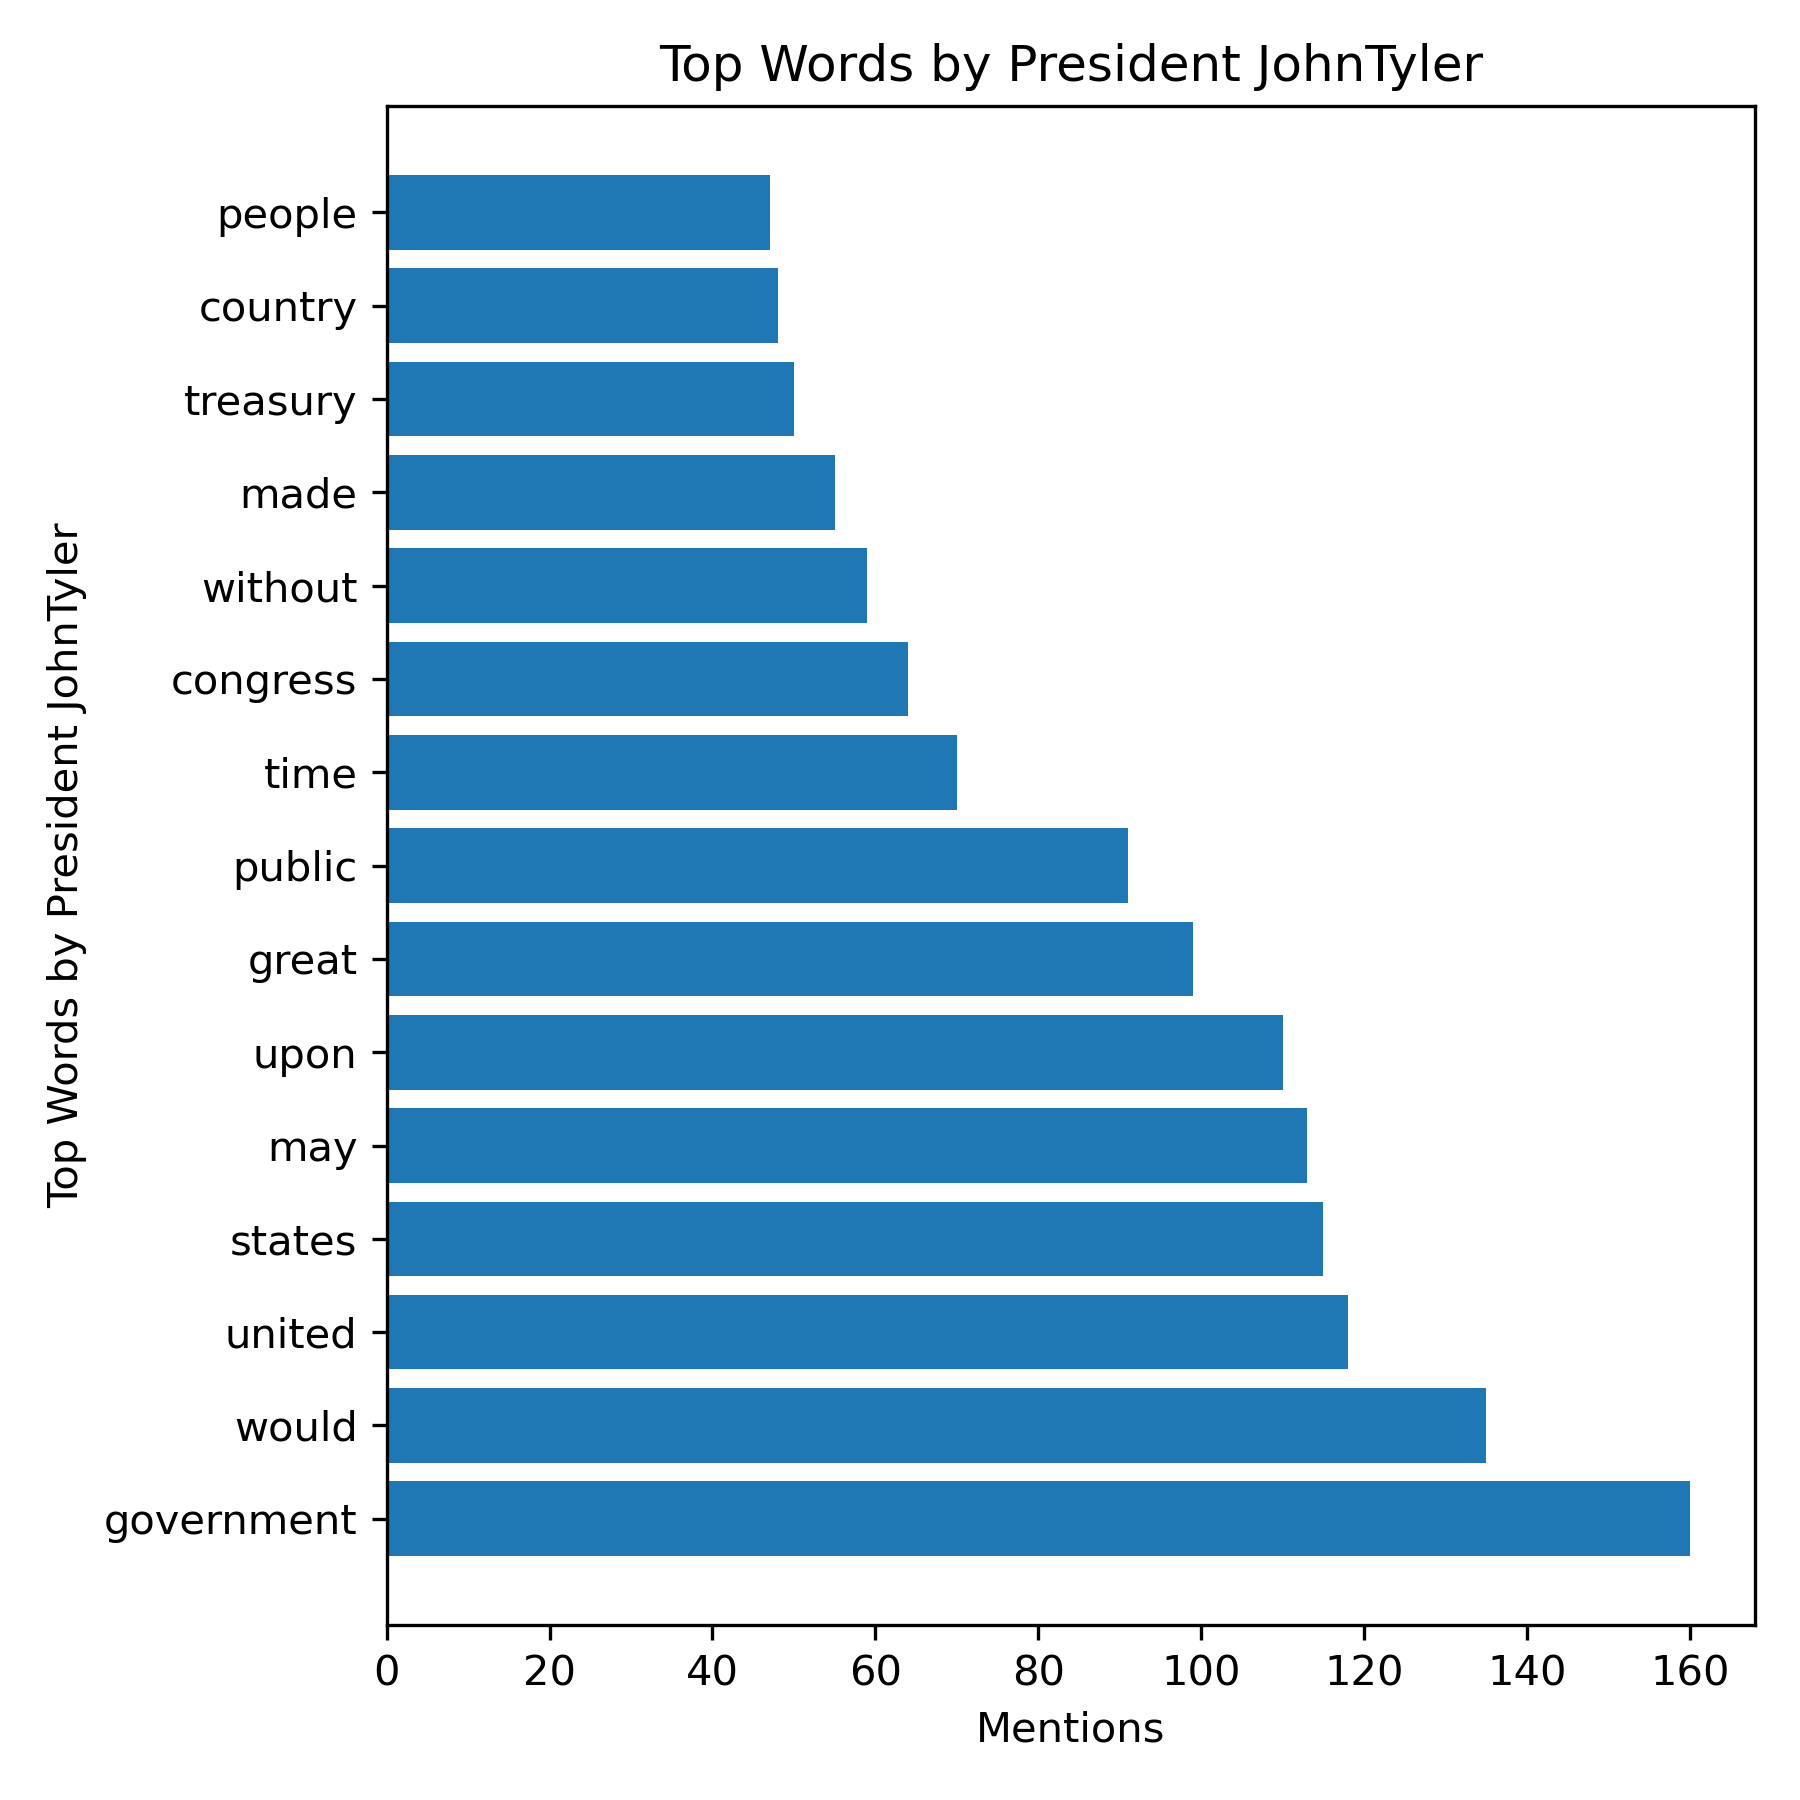 Top Words by President JohnTyler
Top Words by President JohnTyler
people
country
treasury
made
without
congress
time
public
great
upon
may
states
united
would
government
0 20 40 60 80 100 120 140 160
Mentions